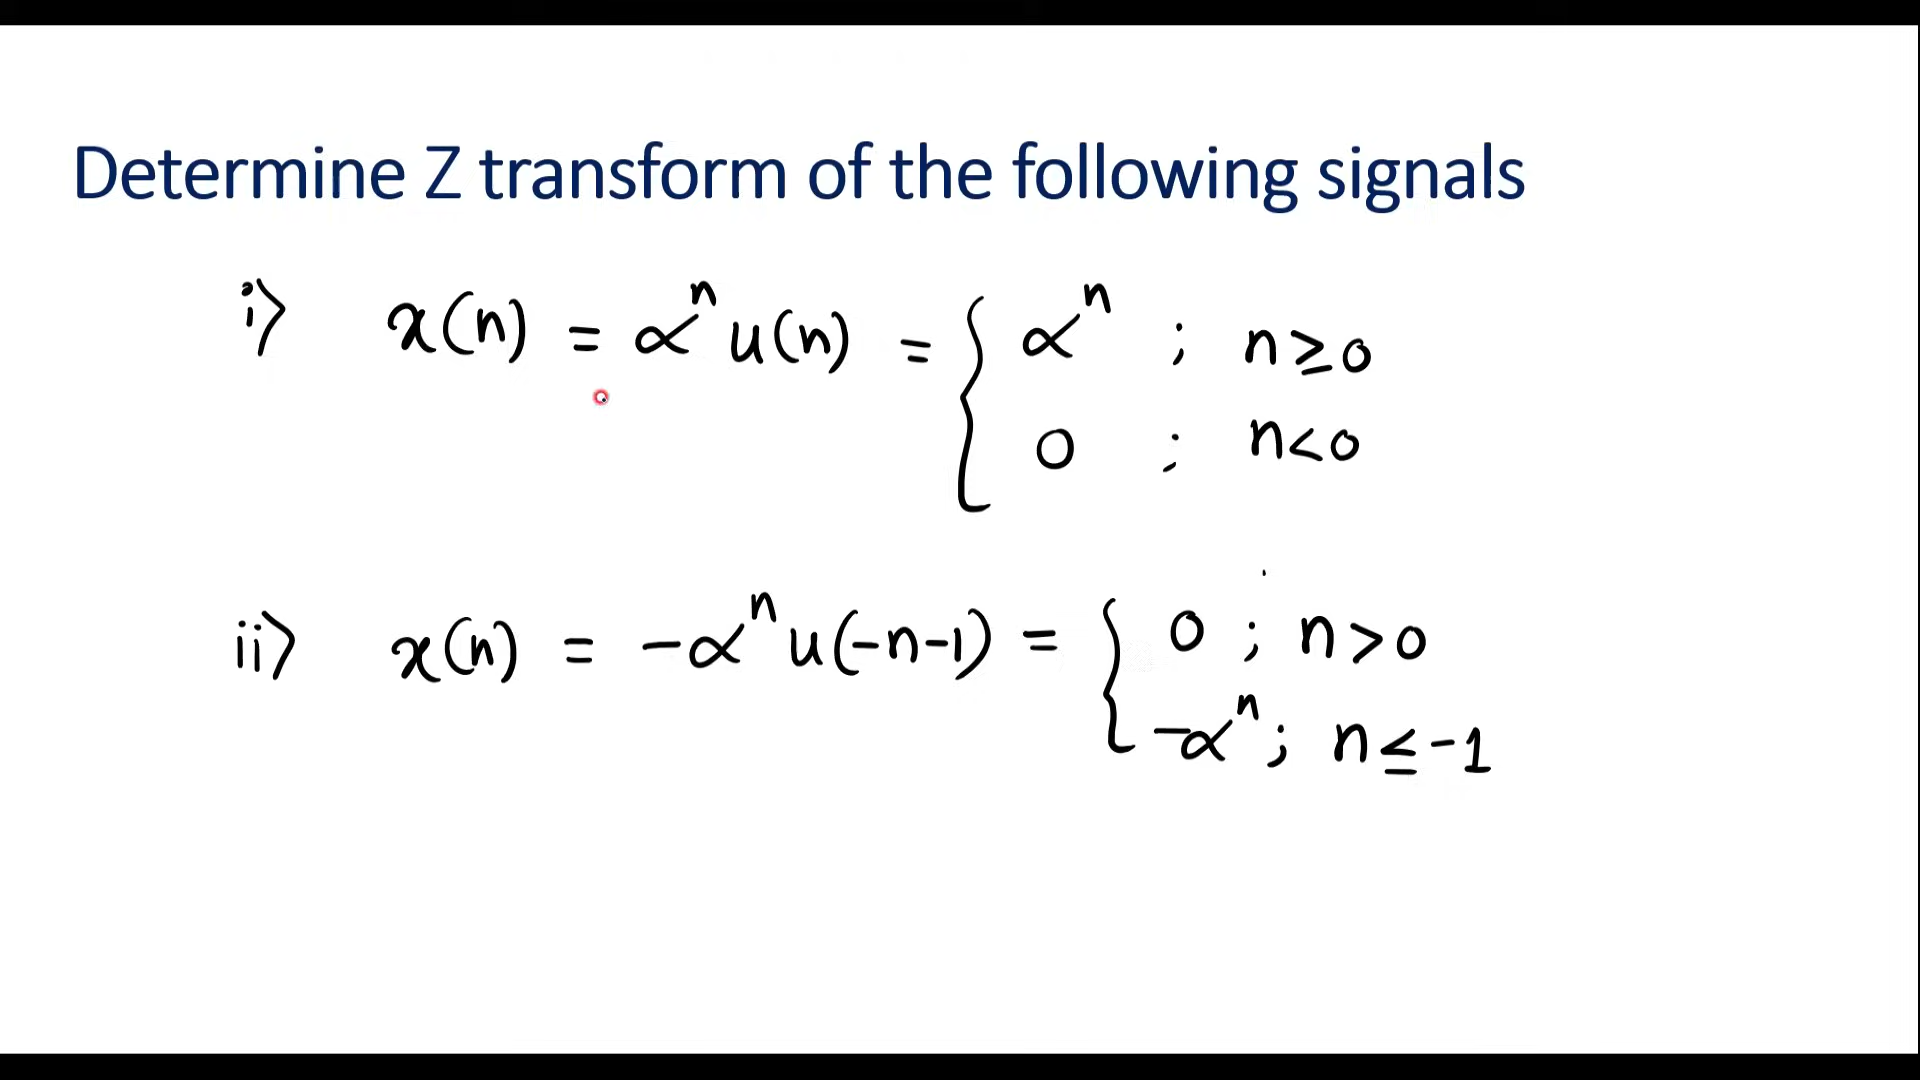 Determine Z transform of the following signals
i) x(n) = α^n u(n) = { α^n ; n≥0
0 ; n<0
ii) x(n) = -α^n u(-n-1) = { 0 ; n>0
-α^n ; n≤-1